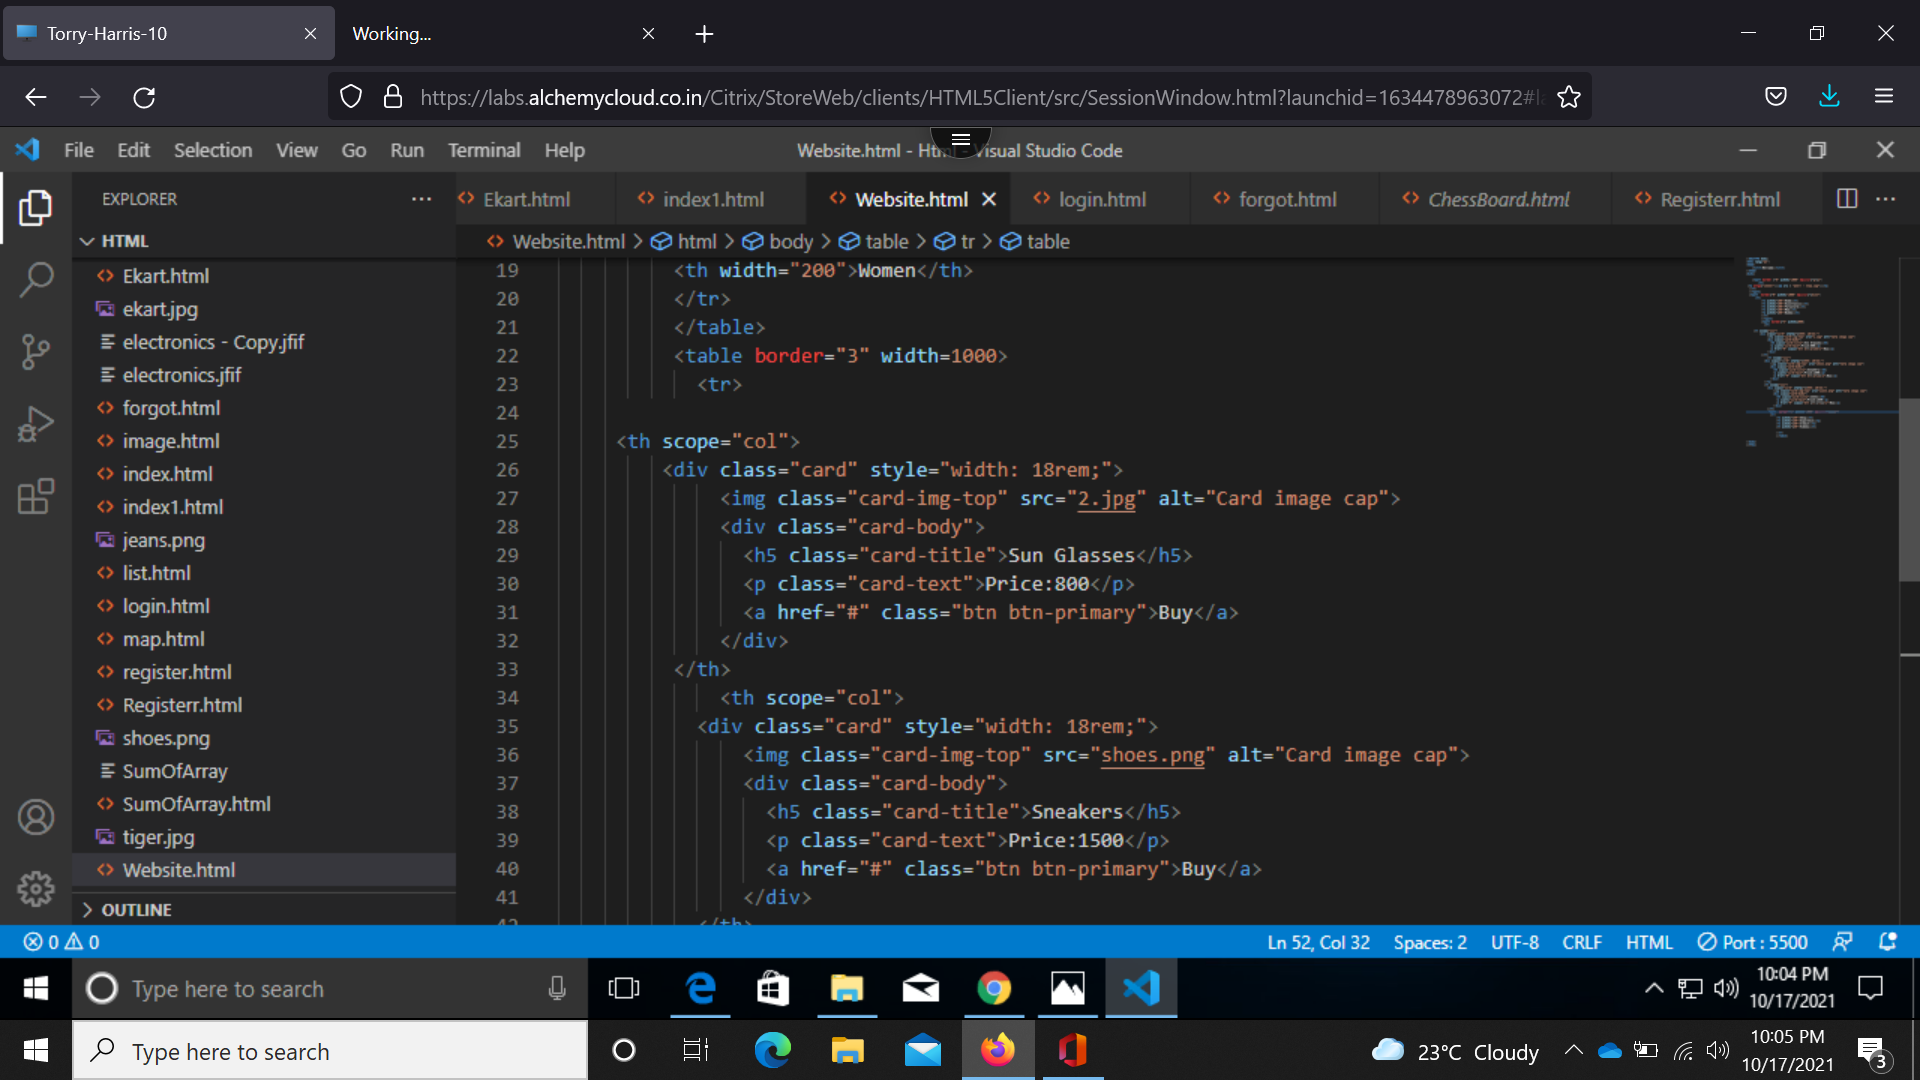 Torry-Harris-10
Working...
https://labs.alchemycloud.co.in/Citrix/StoreWeb/clients/HTML5Client/src/SessionWindow.html?launchid=1634478963072#l
File Edit Selection View Go Run Terminal Help
Website.html - Html - Visual Studio Code
EXPLORER
Ekart.html
index1.html
Website.html
login.html
forgot.html
ChessBoard.html
Registerr.html
HTML
Website.html > html > body > table > tr > table
Ekart.html
ekart.jpg
electronics - Copy.jfif
electronics.jfif
forgot.html
image.html
index.html
index1.html
jeans.png
list.html
login.html
map.html
register.html
Registerr.html
shoes.png
SumOfArray
SumOfArray.html
tiger.jpg
Website.html
OUTLINE
19 <th width="200">Women</th>
20 </tr>
21 </table>
22 <table border="3" width=1000>
23 <tr>
24
25 <th scope="col">
26 <div class="card" style="width: 18rem;">
27 <img class="card-img-top" src="2.jpg" alt="Card image cap">
28 <div class="card-body">
29 <h5 class="card-title">Sun Glasses</h5>
30 <p class="card-text">Price:800</p>
31 <a href="#" class="btn btn-primary">Buy</a>
32 </div>
33 </th>
34 <th scope="col">
35 <div class="card" style="width: 18rem;">
36 <img class="card-img-top" src="shoes.png" alt="Card image cap">
37 <div class="card-body">
38 <h5 class="card-title">Sneakers</h5>
39 <p class="card-text">Price:1500</p>
40 <a href="#" class="btn btn-primary">Buy</a>
41 </div>
42 </th>
0 0
Ln 52, Col 32 Spaces: 2 UTF-8 CRLF HTML Port : 5500
Type here to search
10:04 PM
10/17/2021
Type here to search
23°C Cloudy
10:05 PM
10/17/2021
3